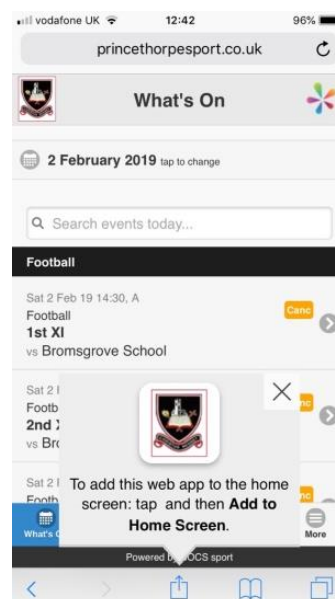 vodafone UK 12:42 96%
princethorpesport.co.uk
What's On
2 February 2019 tap to change
Search events today...
Football
Sat 2 Feb 19 14:30, A
Football
1st XI
vs Bromsgrove School
Canc
Sat 2
Footb
2nd
vs Bro
Sat 2
Footb
To add this web app to the home
screen: tap and then Add to
Home Screen.
What's
More
Powered by SOCS sport